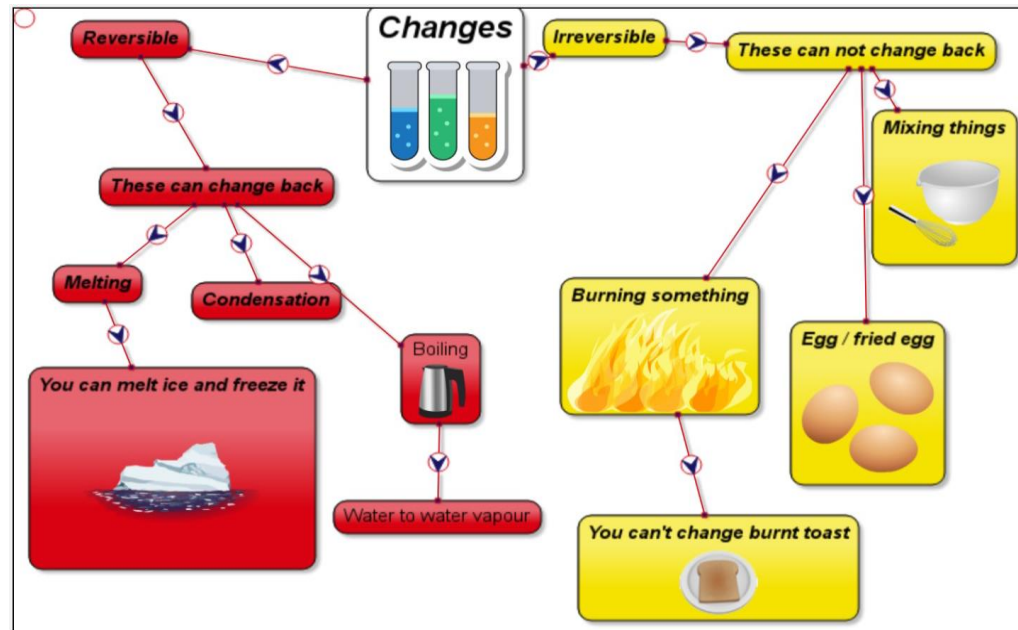 Changes
Reversible
These can change back
Melting
You can melt ice and freeze it
Condensation
Boiling
Water to water vapour
Irreversible
These can not change back
Burning something
You can't change burnt toast
Egg / fried egg
Mixing things